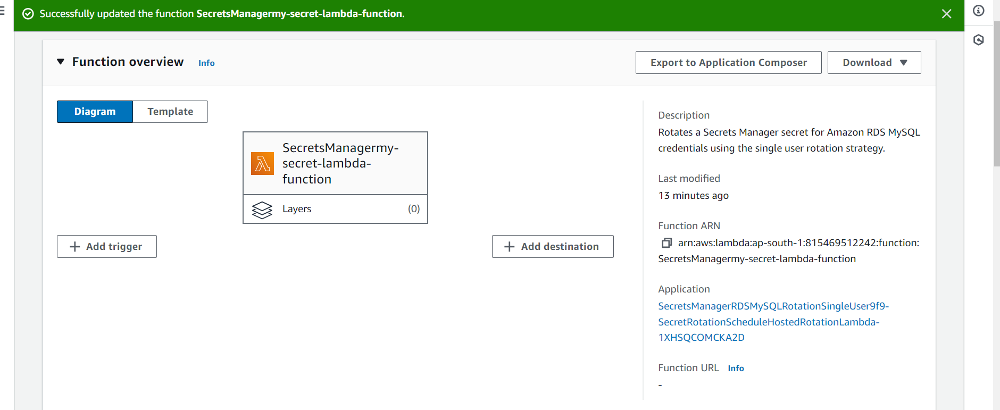 Successfully updated the function SecretsManagermy-secret-lambda-function.
Function overview Info
Export to Application Composer
Download
Diagram
Template
SecretsManagermy-
secret-lambda-
function
Layers (0)
Add trigger
Add destination
Description
Rotates a Secrets Manager secret for Amazon RDS MySQL
credentials using the single user rotation strategy.
Last modified
13 minutes ago
Function ARN
arn:aws:lambda:ap-south-1:815469512242:function:
SecretsManagermy-secret-lambda-function
Application
SecretsManagerRDSMySQLRotationSingleUser9f9-
SecretRotationScheduleHostedRotationLambda-
1XHSQCOMCKA2D
Function URL Info
-